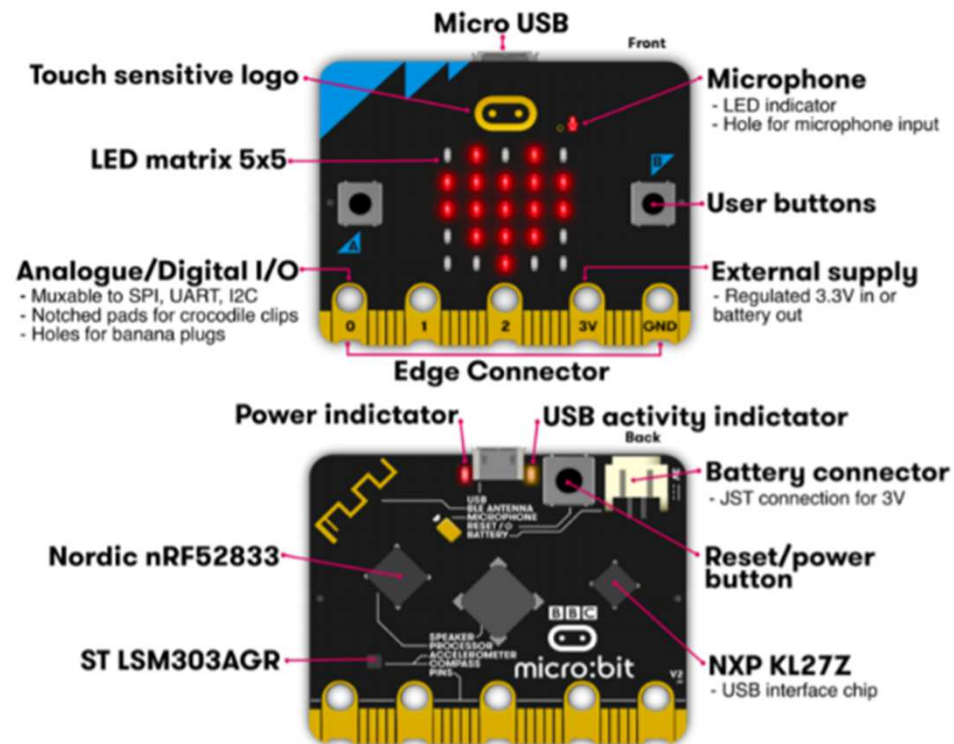 Micro USB
Front
Touch sensitive logo
Microphone
- LED indicator
- Hole for microphone input
LED matrix 5x5
B
User buttons
A
Analogue/Digital I/O
- Muxable to SPI, UART, I2C
- Notched pads for crocodile clips
- Holes for banana plugs
External supply
- Regulated 3.3V in or
battery out
0 1 2 3V GND
Edge Connector
Power indictator
USB activity indictator
Back
Battery connector
- JST connection for 3V
3V
USB
BLE ANTENNA
MICROPHONE
RESET /
BATTERY
Nordic nRF52833
Reset/power
button
BBC
micro:bit
SPEAKER
PROCESSOR
ACCELEROMETER
COMPASS
PINS
ST LSM303AGR
V2
NXP KL27Z
- USB interface chip